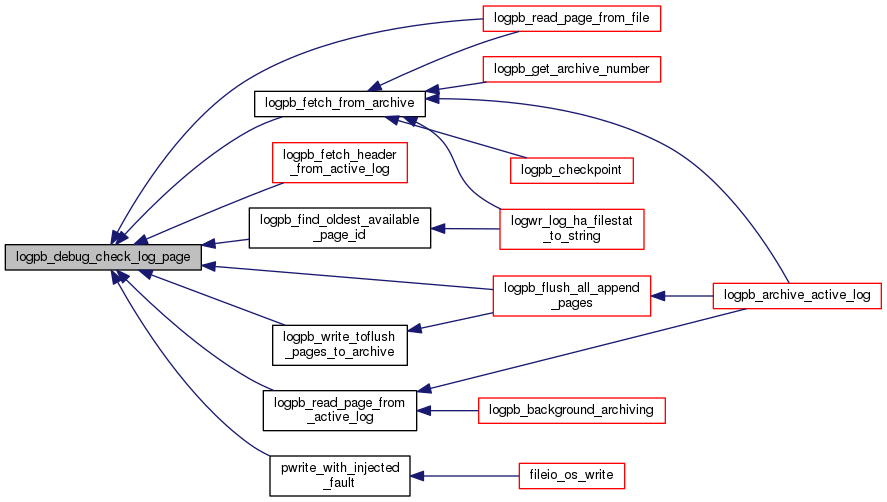 logpb_read_page_from_file
logpb_get_archive_number
logpb_fetch_from_archive
logpb_fetch_header
_from_active_log
logpb_checkpoint
logpb_find_oldest_available
_page_id
logwr_log_ha_filestat
_to_string
logpb_debug_check_log_page
logpb_flush_all_append
_pages
logpb_archive_active_log
logpb_write_toflush
_pages_to_archive
logpb_read_page_from
_active_log
logpb_background_archiving
pwrite_with_injected
_fault
fileio_os_write